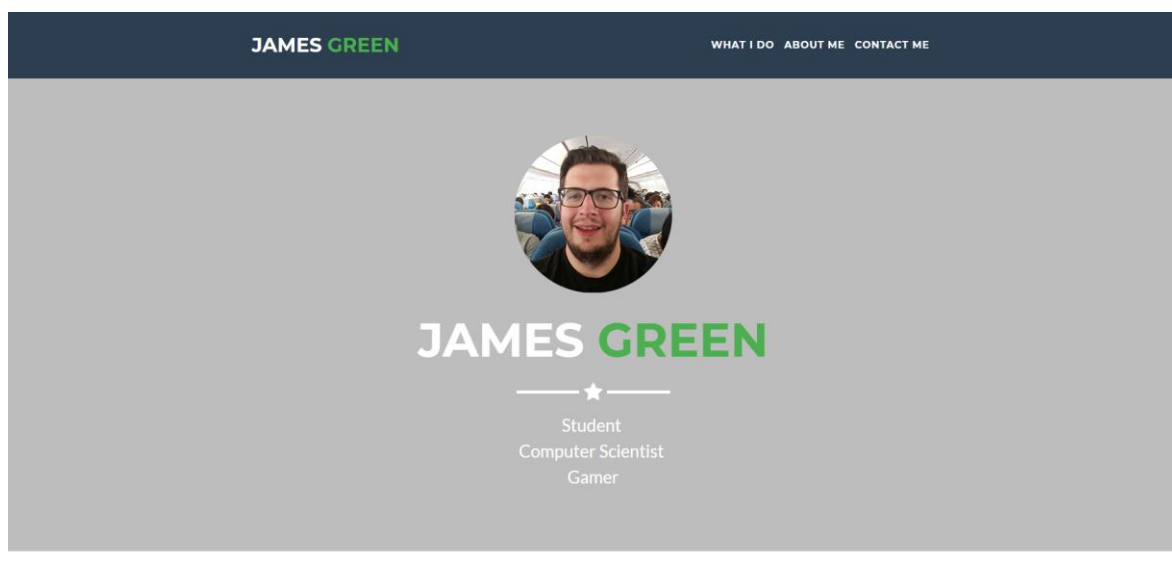 JAMES GREEN
WHAT I DO ABOUT ME CONTACT ME
JAMES GREEN
Student
Computer Scientist
Gamer